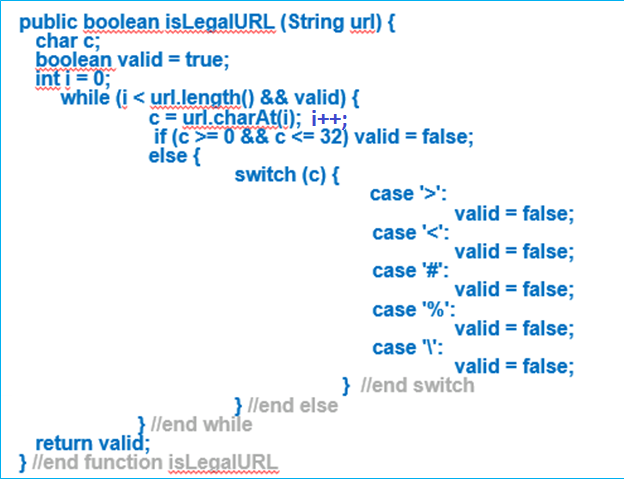 public boolean isLegalURL (String url) {
char c;
boolean valid = true;
int i = 0;
while (i < url.length() && valid) {
c = url.charAt(i); i++;
if (c >= 0 && c <= 32) valid = false;
else {
switch (c) {
case '>':
valid = false;
case '<':
valid = false;
case '#':
valid = false;
case '%':
valid = false;
case '\':
valid = false;
} //end switch
} //end else
} //end while
return valid;
} //end function isLegalURL